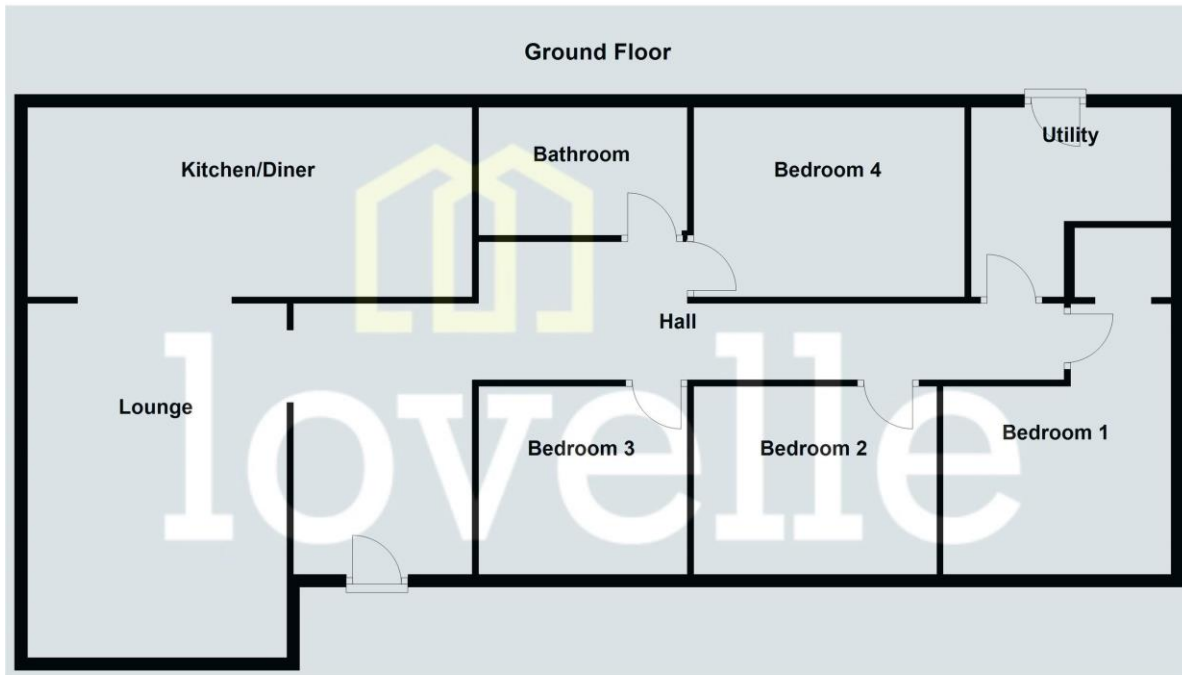 Ground Floor
Kitchen/Diner
Bathroom
Bedroom 4
Utility
Hall
Lounge
lovelle
Bedroom 3
Bedroom 2
Bedroom 1